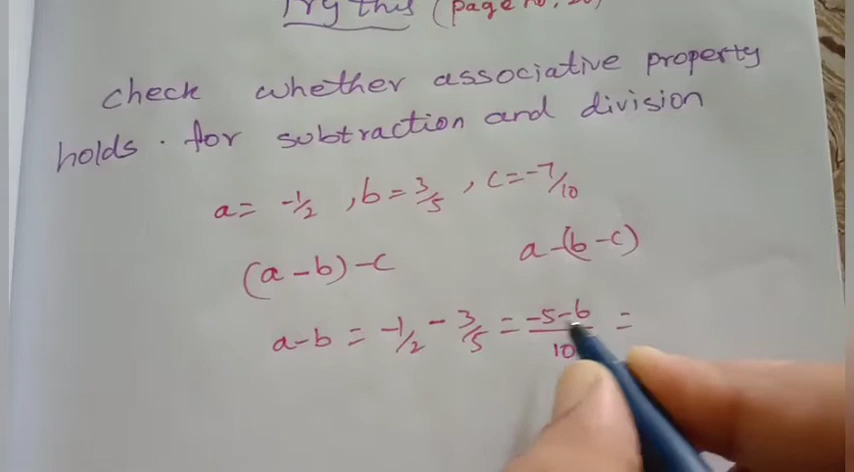 Try this (page no.
check whether associative property
holds. for subtraction and division
a = -1/2, b = 3/5, c = -7/10
(a-b)-c a-(b-c)
a-b = -1/2 - 3/5 = -5-6/10 =